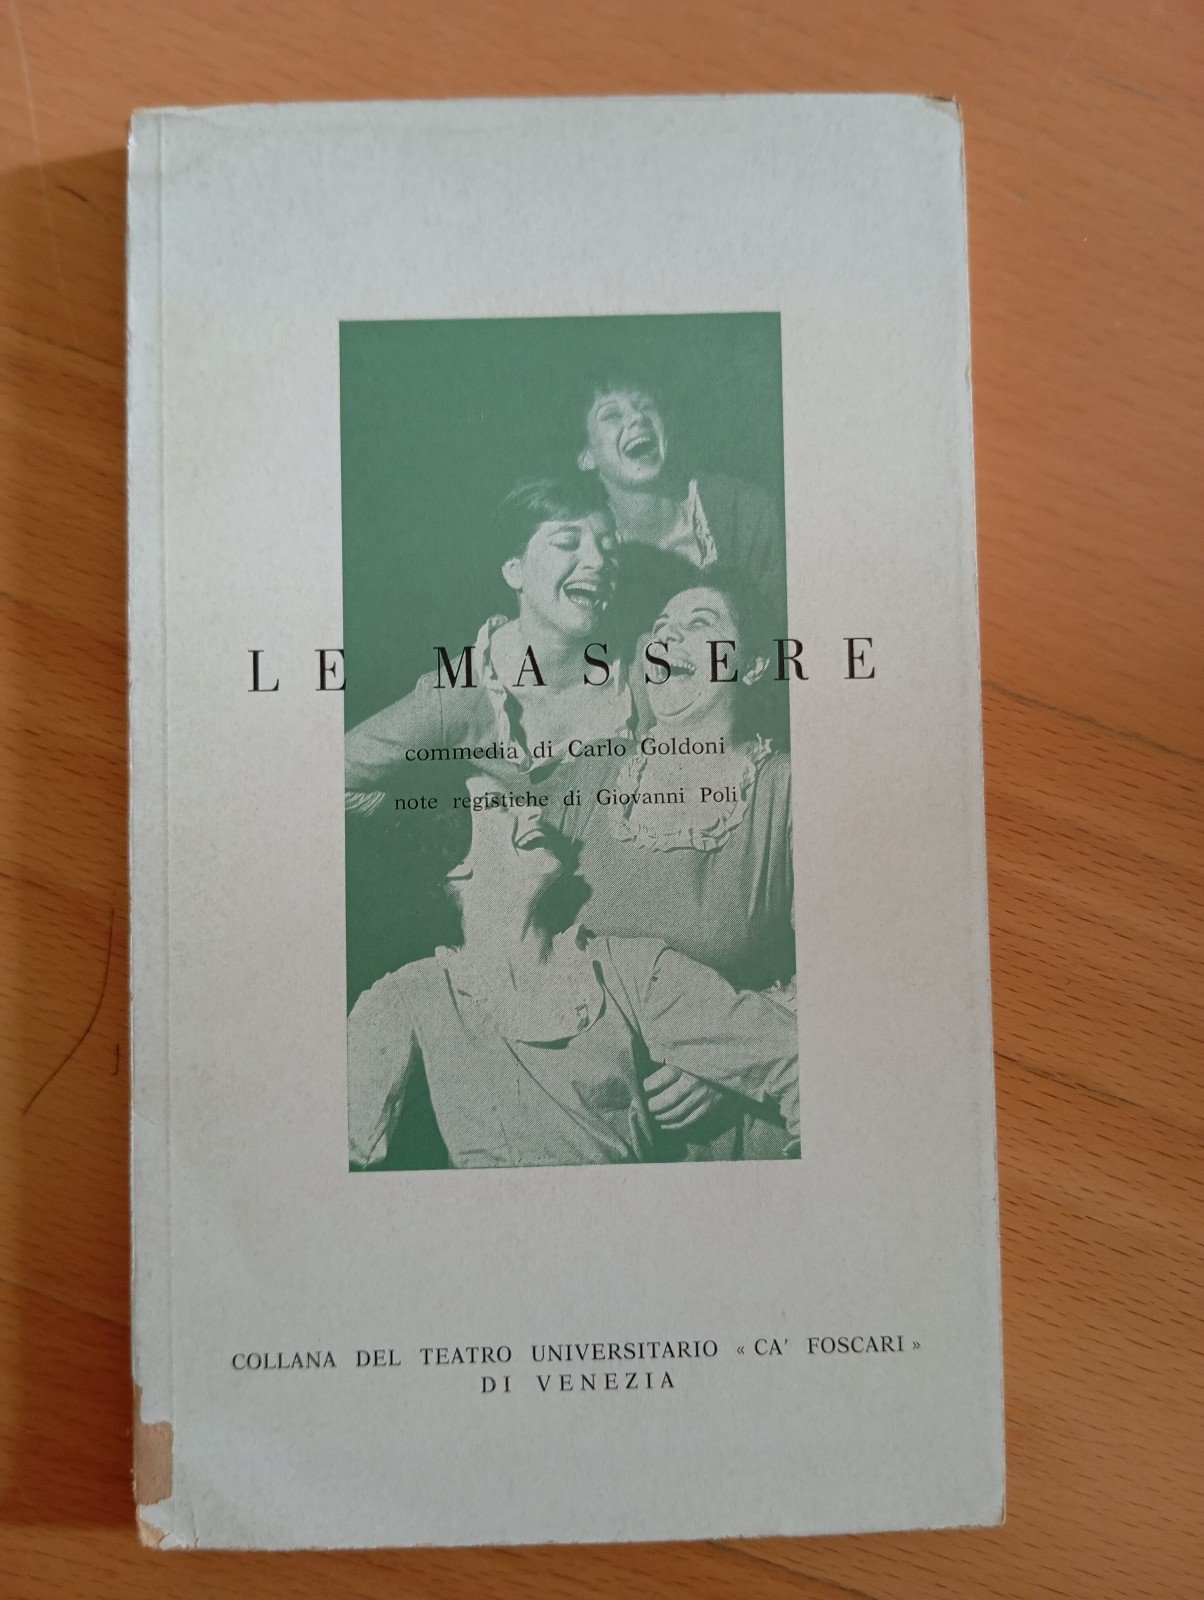 LE MASSERE
commedia di Carlo Goldoni
note registiche di Giovanni Poli
COLLANA DEL TEATRO UNIVERSITARIO « CA' FOSCARI »
DI VENEZIA